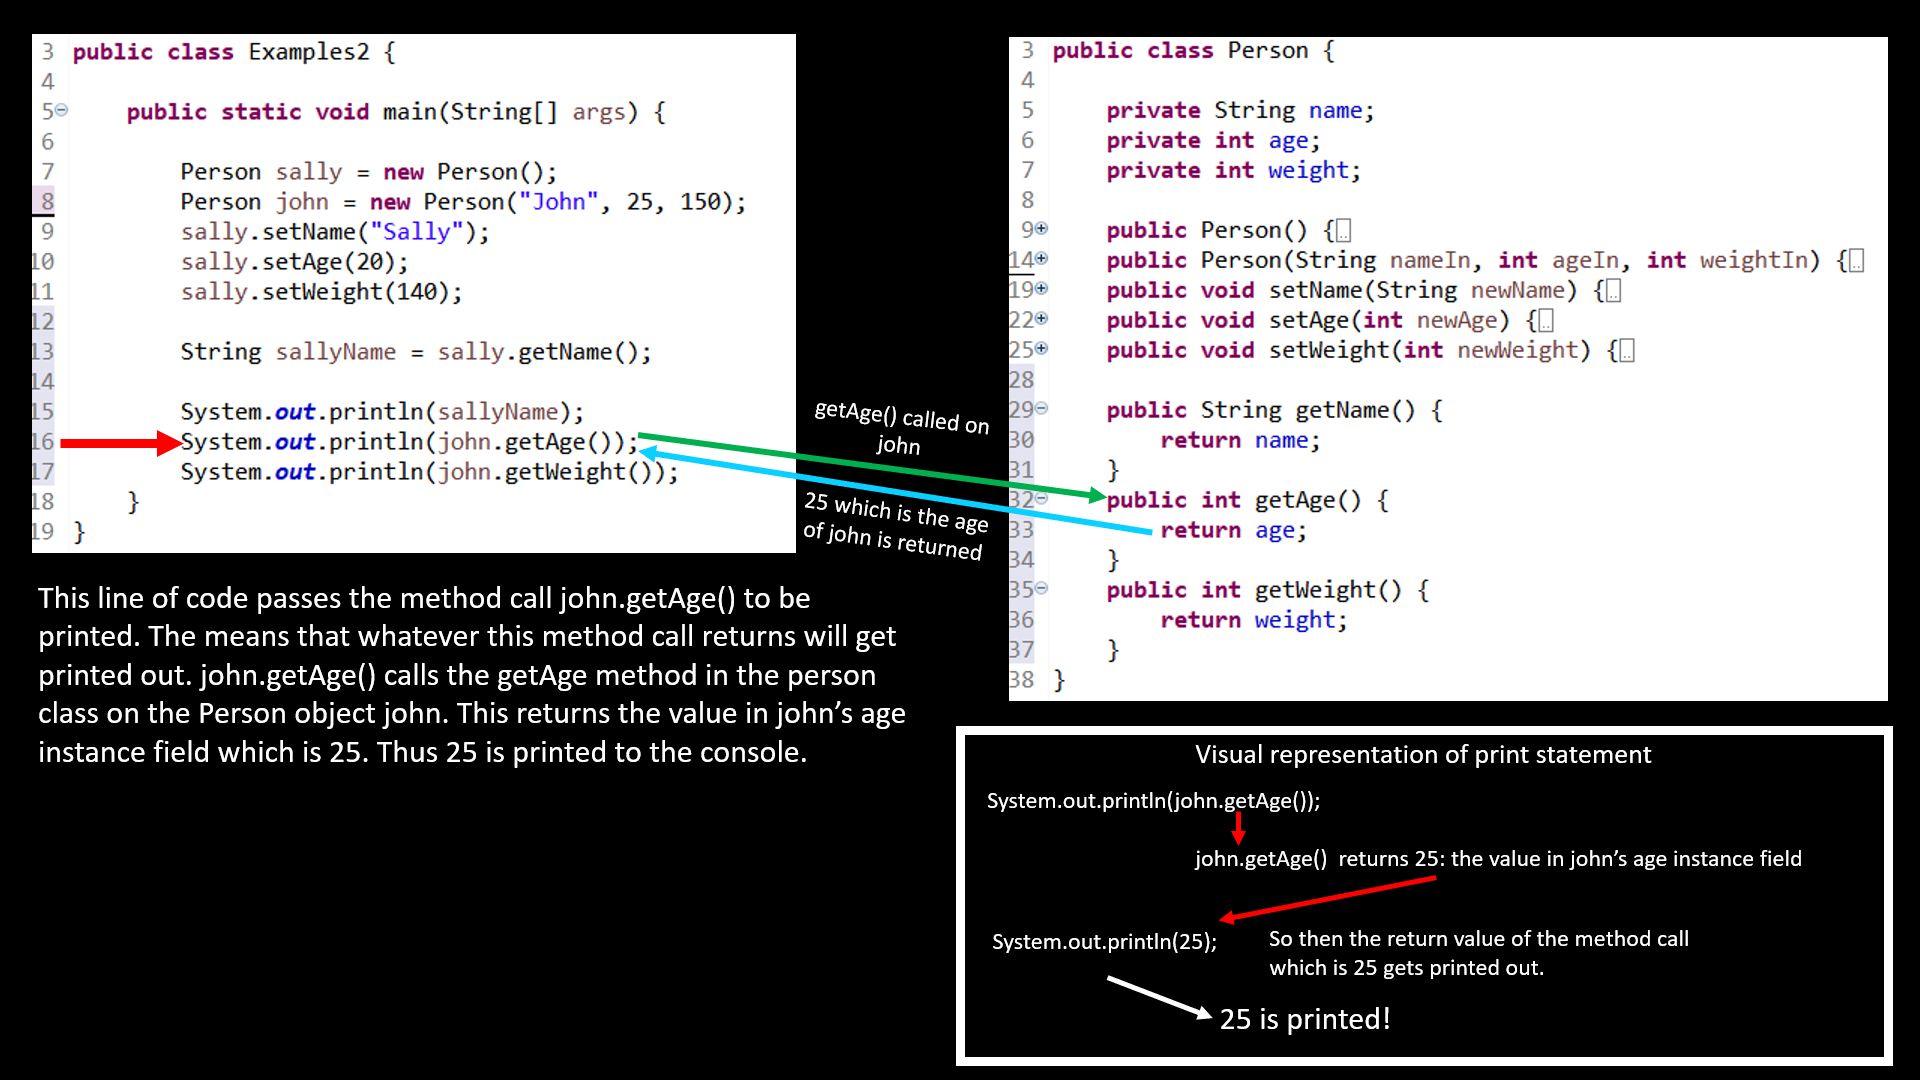 3 public class Examples2 {
4
5 public static void main(String[] args) {
6
7 Person sally = new Person();
8 Person john = new Person("John", 25, 150);
9 sally.setName("Sally");
10 sally.setAge(20);
11 sally.setWeight(140);
12
13 String sallyName = sally.getName();
14
15 System.out.println(sallyName);
16 System.out.println(john.getAge());
17 System.out.println(john.getWeight());
18 }
19 }
getAge() called on
john
25 which is the age
of john is returned
3 public class Person {
4
5 private String name;
6 private int age;
7 private int weight;
8
9 public Person() {..
14 public Person(String nameIn, int ageIn, int weightIn) {..
19 public void setName(String newName) {..
22 public void setAge(int newAge) {..
25 public void setWeight(int newWeight) {..
28
29 public String getName() {
30 return name;
31 }
32 public int getAge() {
33 return age;
34 }
35 public int getWeight() {
36 return weight;
37 }
38 }
This line of code passes the method call john.getAge() to be
printed. The means that whatever this method call returns will get
printed out. john.getAge() calls the getAge method in the person
class on the Person object john. This returns the value in john’s age
instance field which is 25. Thus 25 is printed to the console.
Visual representation of print statement
System.out.println(john.getAge());
john.getAge() returns 25: the value in john’s age instance field
System.out.println(25);
So then the return value of the method call
which is 25 gets printed out.
25 is printed!